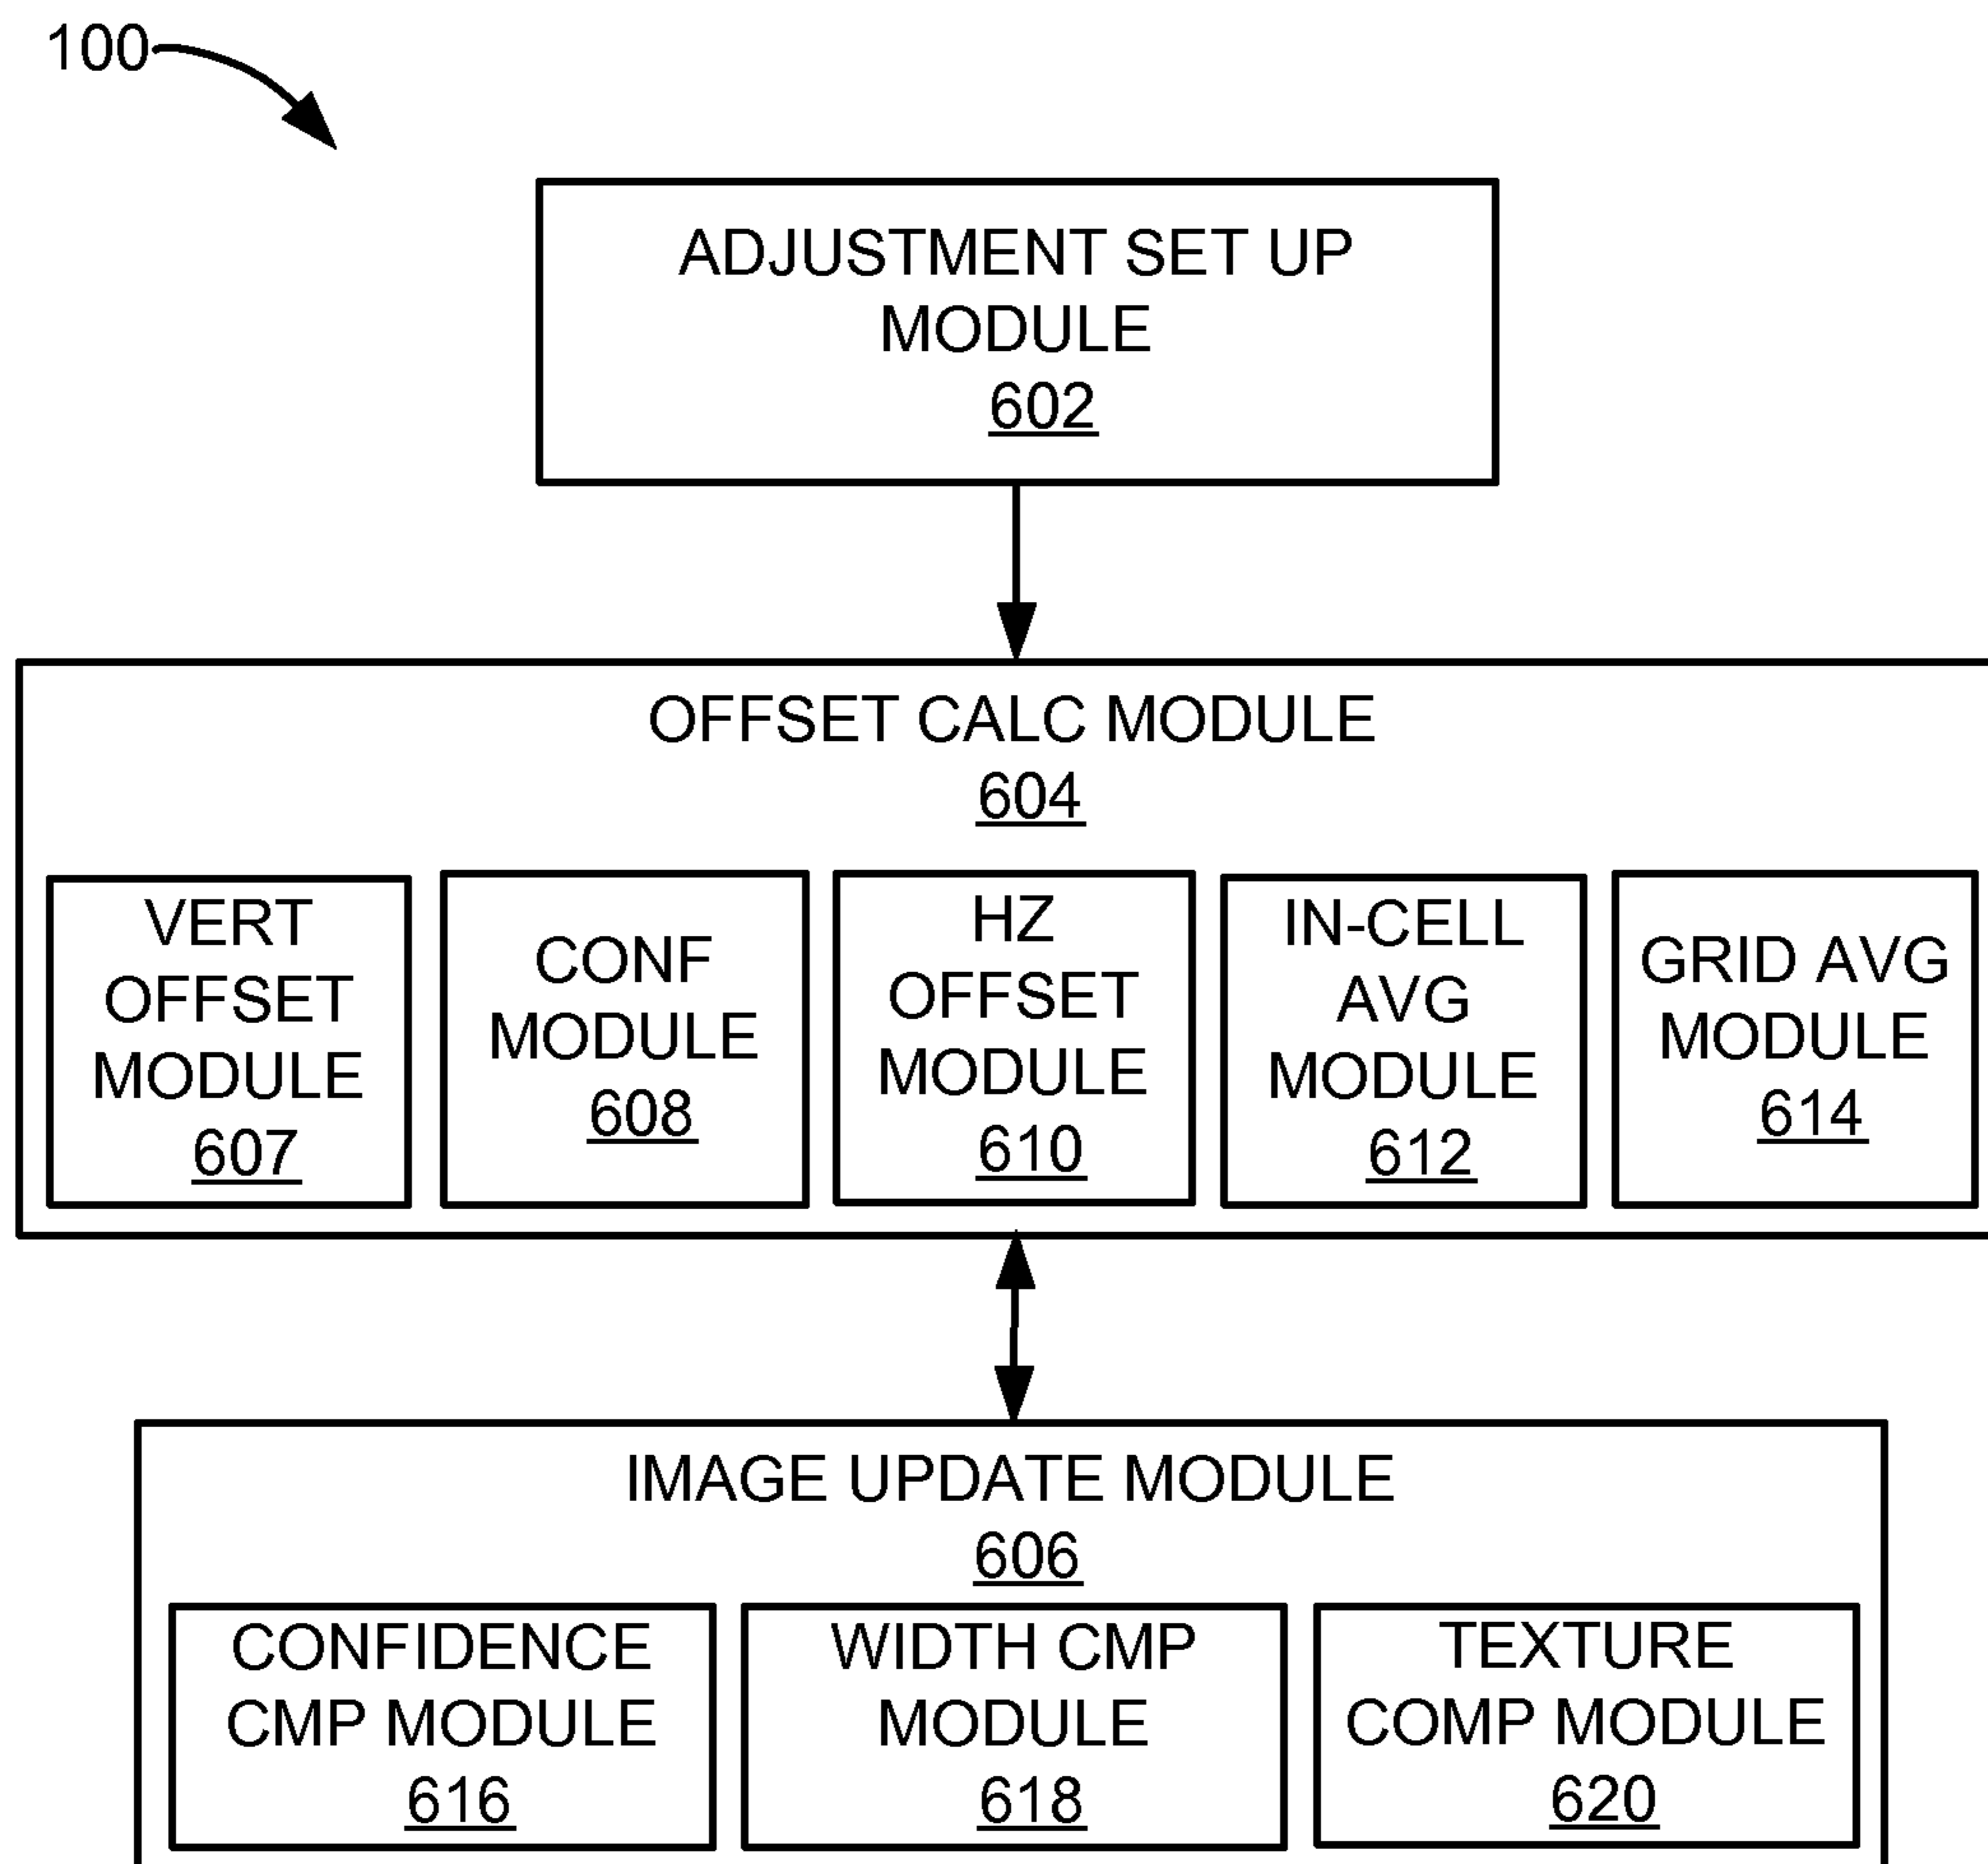 100
ADJUSTMENT SET UP
MODULE
602
OFFSET CALC MODULE
604
VERT
OFFSET
MODULE
607
CONF
MODULE
608
HZ
OFFSET
MODULE
610
IN-CELL
AVG
MODULE
612
GRID AVG
MODULE
614
IMAGE UPDATE MODULE
606
CONFIDENCE
CMP MODULE
616
WIDTH CMP
MODULE
618
TEXTURE
COMP MODULE
620